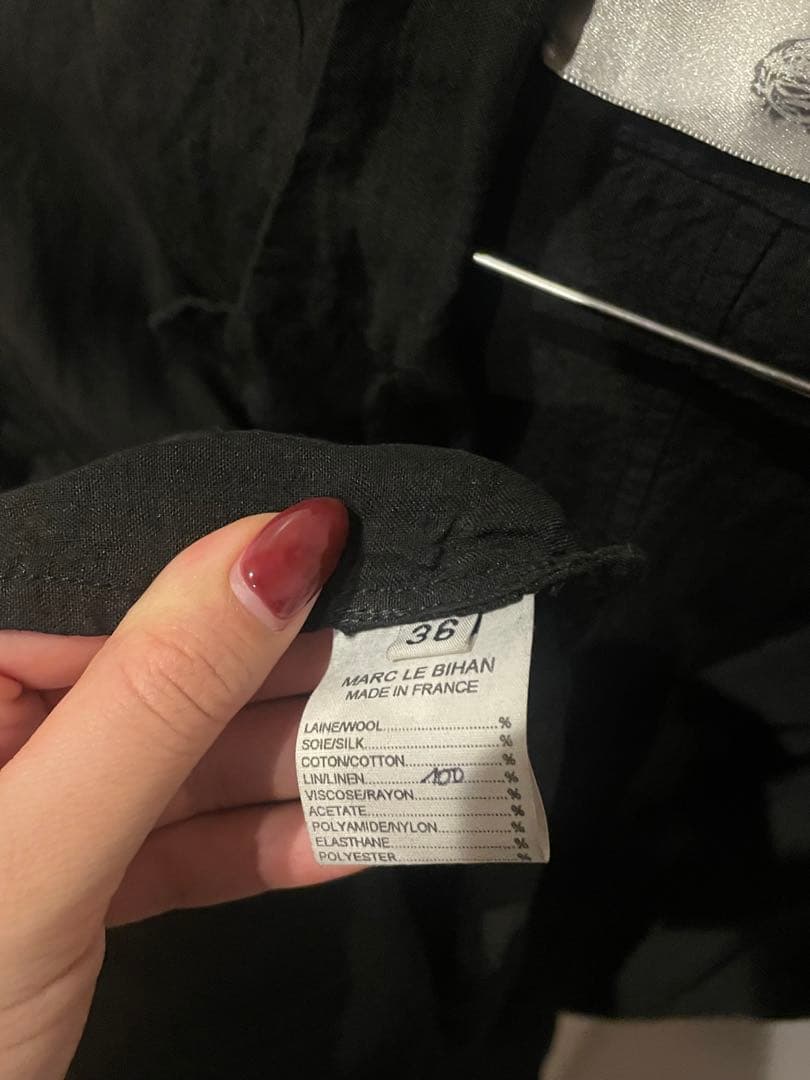 36
MARC LE BIHAN
MADE IN FRANCE
LAINE/WOOL..............................%
SOIE/SILK..................................%
COTON/COTTON......................%
LIN/LINEN............100............%
VISCOSE/RAYON.....................%
ACETATE..................................%
POLYAMIDE/NYLON................%
ELASTHANE.............................%
POLYESTER.............................%